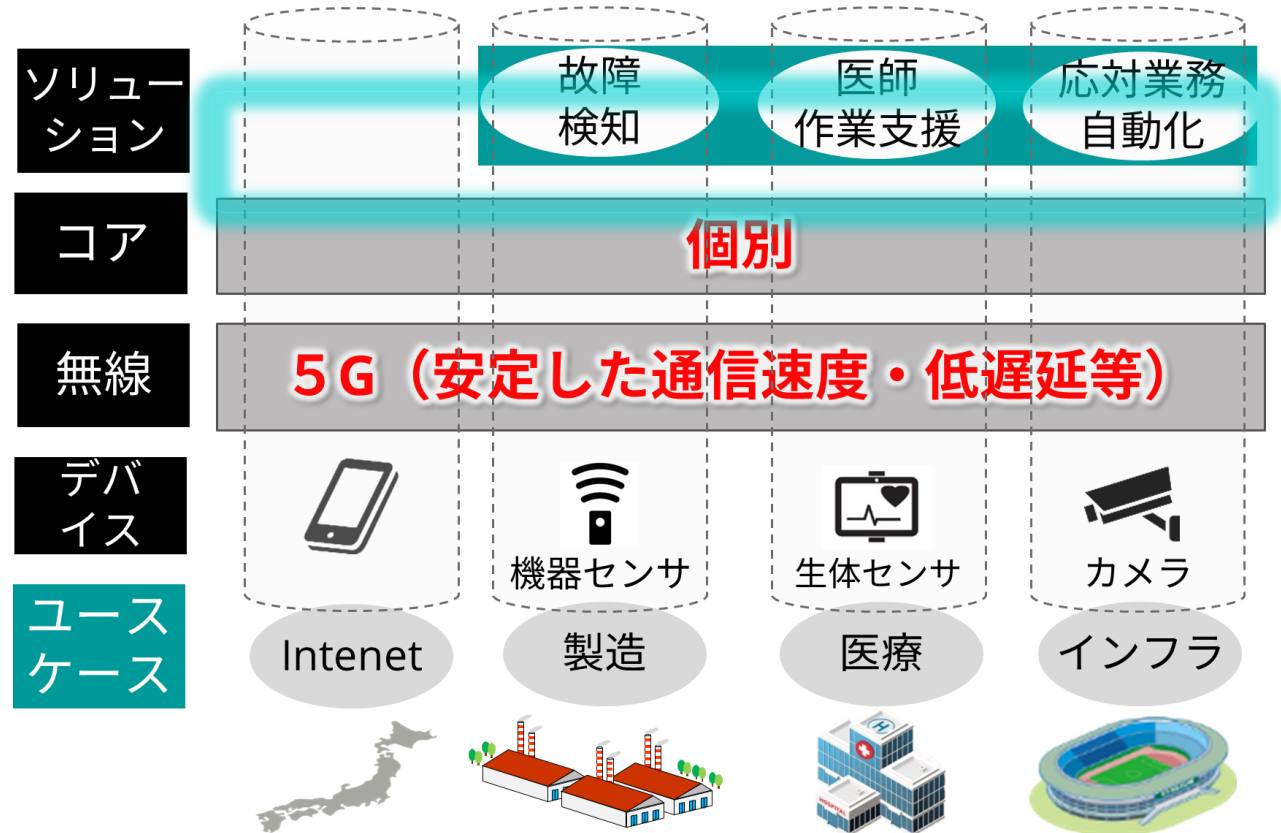 ソリュー
ション
故障
検知
医師
作業支援
応対業務
自動化
コア
個別
無線
５G（安定した通信速度・低遅延等）
デバ
イス
機器センサ
生体センサ
カメラ
ユース
ケース
Intenet
製造
医療
インフラ
H
HOSPITAL
STADIUM